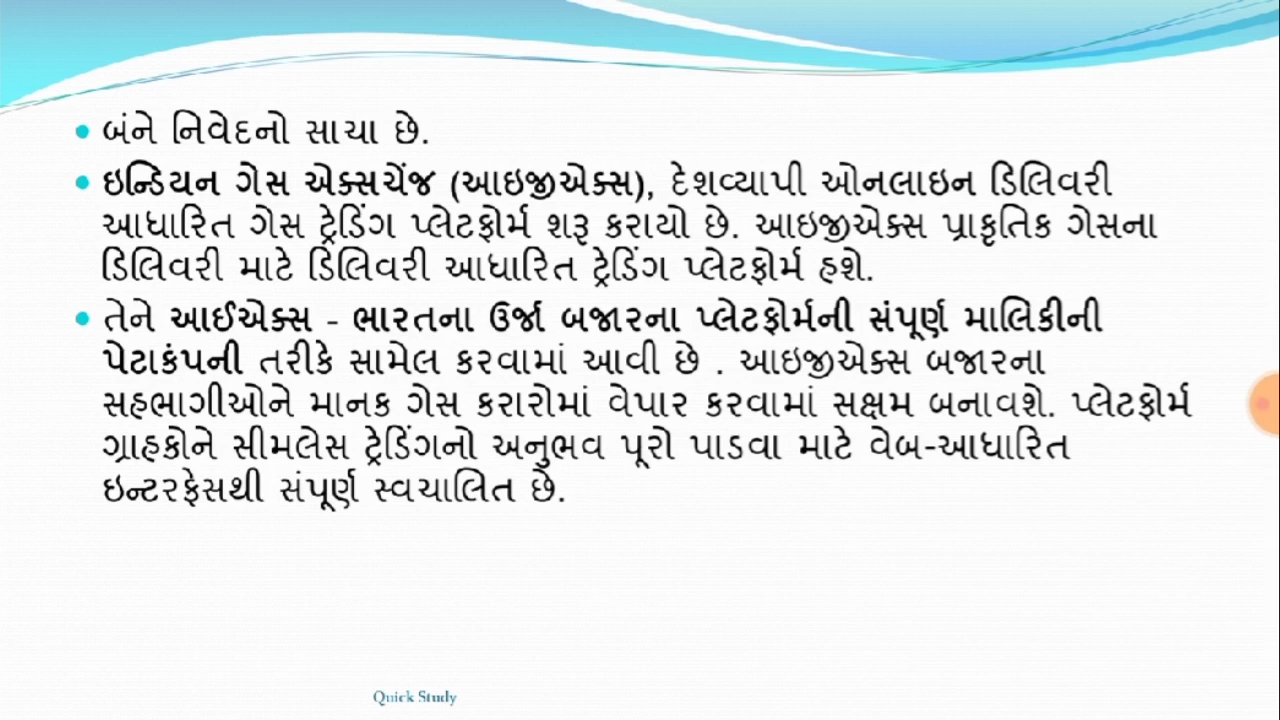 બંને નિવેદનો સાચા છે.
ઇન્ડિયન ગેસ એક્સચેંજ (આઇજીએક્સ), દેશવ્યાપી ઓનલાઇન ડિલિવરી
આધારિત ગેસ ટ્રેડિંગ પ્લેટફોર્મ શરૂ કરાયો છે. આઇજીએક્સ પ્રાકૃતિક ગેસના
ડિલિવરી માટે ડિલિવરી આધારિત ટ્રેડિંગ પ્લેટફોર્મ હશે.
તેને આઈએક્સ - ભારતના ઉર્જા બજારના પ્લેટફોર્મની સંપૂર્ણ માલિકીની
પેટાકંપની તરીકે સામેલ કરવામાં આવી છે . આઇજીએક્સ બજારના
સહભાગીઓને માનક ગેસ કરારોમાં વેપાર કરવામાં સક્ષમ બનાવશે. પ્લેટફોર્મ
ગ્રાહકોને સીમલેસ ટ્રેડિંગનો અનુભવ પૂરો પાડવા માટે વેબ-આધારિત
ઇન્ટરફેસથી સંપૂર્ણ સ્વચાલિત છે.
Quick Study